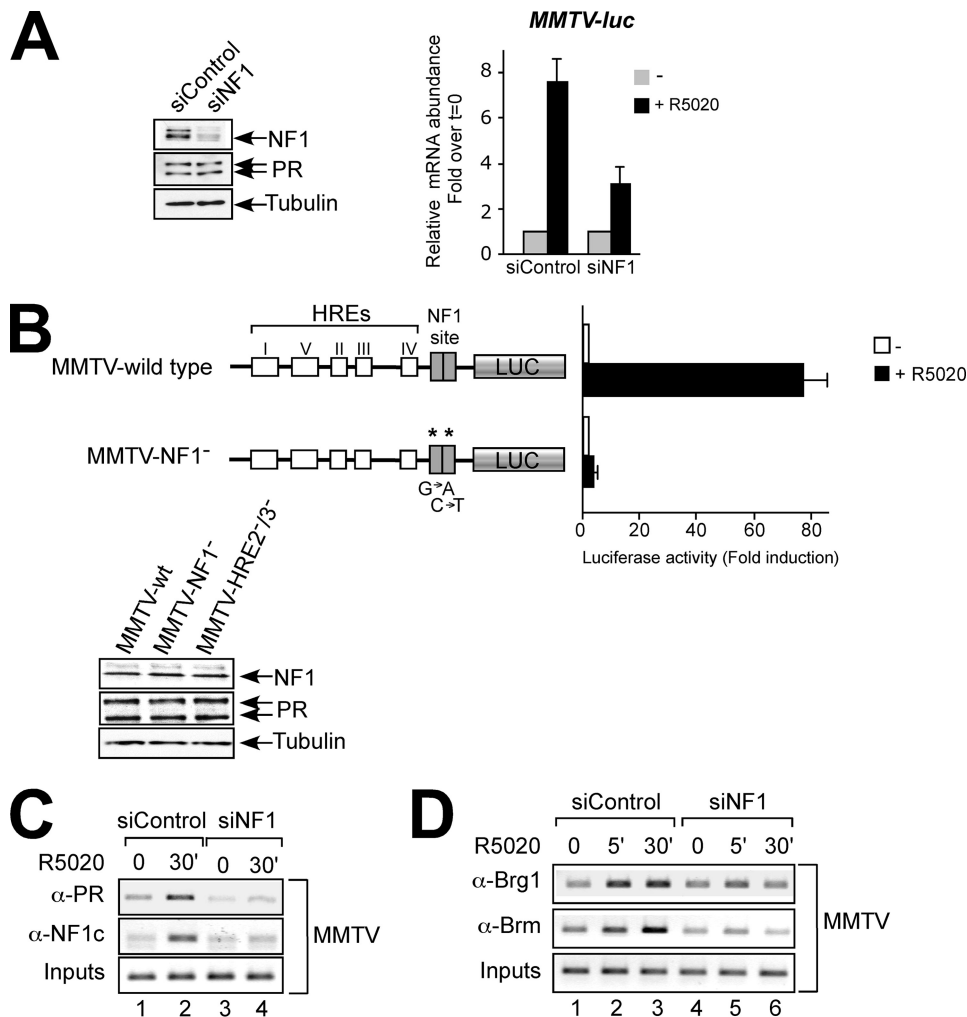 A
siControl
siNF1
NF1
PR
Tubulin
MMTV-luc
Relative mRNA abundance
Fold over t=0
8
6
4
2
0
siControl siNF1
-
+ R5020
B
HREs
NF1
site
I V II III IV
MMTV-wild type
LUC
* *
MMTV-NF1⁻
LUC
G→A
C→T
-
+ R5020
0 20 40 60 80
Luciferase activity (Fold induction)
MMTV-wt
MMTV-NF1⁻
MMTV-HRE2⁻/3⁻
NF1
PR
Tubulin
C
siControl siNF1
R5020 0 30' 0 30'
α-PR
α-NF1c
Inputs
MMTV
1 2 3 4
D
siControl siNF1
R5020 0 5' 30' 0 5' 30'
α-Brg1
α-Brm
Inputs
MMTV
1 2 3 4 5 6